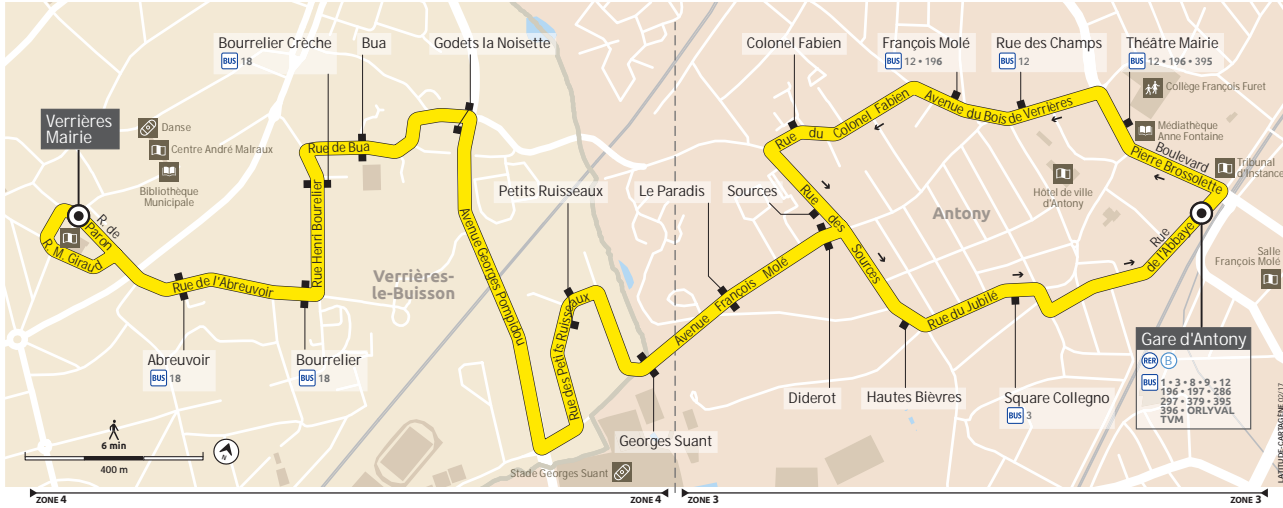 Bourrelier Crèche
BUS 18
Bua
Godets la Noisette
Colonel Fabien
François Molé
BUS 12 • 196
Rue des Champs
BUS 12
Théâtre Mairie
BUS 12 • 196 • 395
Collège François Furet
Verrières
Mairie
Danse
Centre André Malraux
Bibliothèque
Municipale
Rue de Bua
Rue du Colonel Fabien
Avenue du Bois de Verrières
Médiathèque
Anne Fontaine
Boulevard
Pierre Brossolette
Tribunal
d'Instance
Hôtel de ville
d'Antony
Petits Ruisseaux
Le Paradis
Sources
Antony
R. de
Paron
R. M. Giraud
Rue de l'Abreuvoir
Rue Henri Bourelier
Verrières-
le-Buisson
Avenue Georges Pompidou
Rue des Petits Ruisseaux
Avenue François Molé
Rue des Sources
Rue du Jubilé
Rue
de l'Abbaye
Salle
François Molé
Abreuvoir
BUS 18
Bourrelier
BUS 18
Georges Suant
Diderot
Hautes Bièvres
Square Collegno
BUS 3
Gare d'Antony
RER B
BUS 1 • 3 • 8 • 9 • 12
196 • 197 • 286
297 • 379 • 395
396 • ORLYVAL
TVM
6 min
400 m
N
Stade Georges Suant
LATITUDE-CARTAGÈNE 02/17
ZONE 4
ZONE 4
ZONE 3
ZONE 3